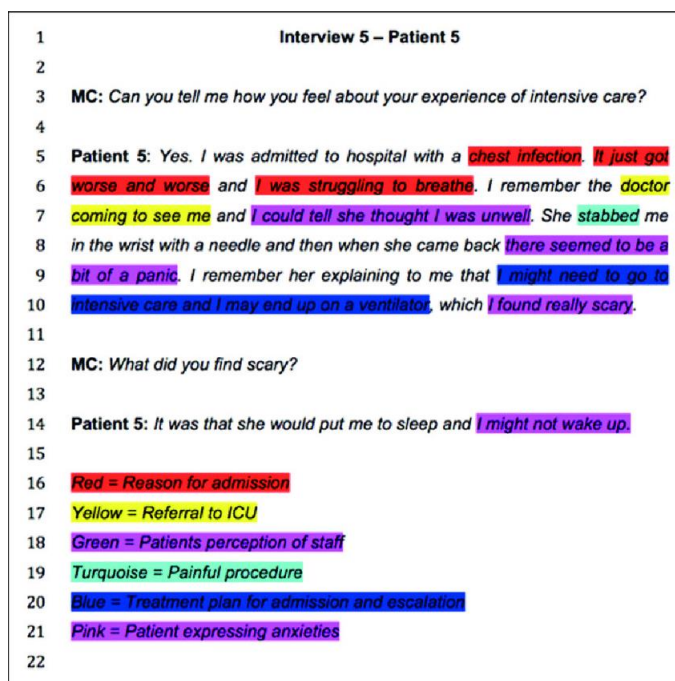 1 Interview 5 – Patient 5
2
3 MC: Can you tell me how you feel about your experience of intensive care?
4
5 Patient 5: Yes. I was admitted to hospital with a chest infection. It just got
6 worse and worse and I was struggling to breathe. I remember the doctor
7 coming to see me and I could tell she thought I was unwell. She stabbed me
8 in the wrist with a needle and then when she came back there seemed to be a
9 bit of a panic. I remember her explaining to me that I might need to go to
10 intensive care and I may end up on a ventilator, which I found really scary.
11
12 MC: What did you find scary?
13
14 Patient 5: It was that she would put me to sleep and I might not wake up.
15
16 Red = Reason for admission
17 Yellow = Referral to ICU
18 Green = Patients perception of staff
19 Turquoise = Painful procedure
20 Blue = Treatment plan for admission and escalation
21 Pink = Patient expressing anxieties
22